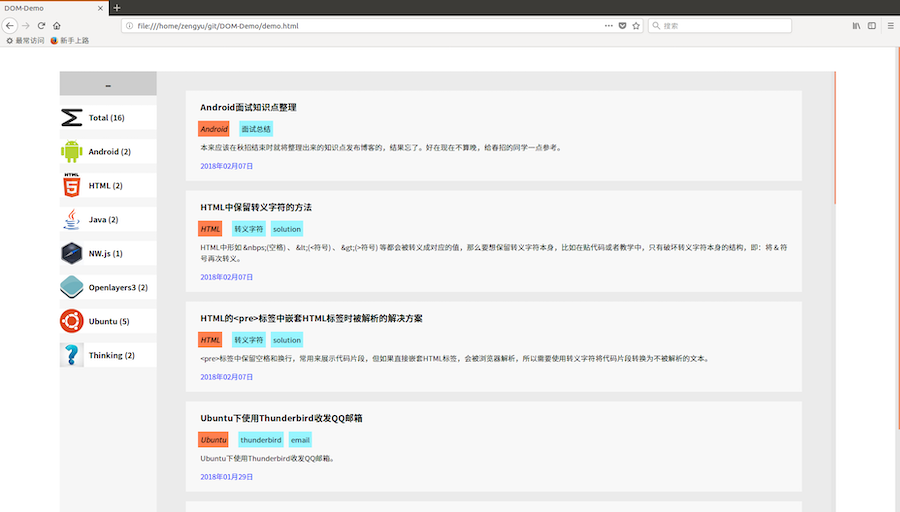 DOM-Demo
file:///home/zengyu/git/DOM-Demo/demo.html
搜索
最常访问 新手上路
Total (16)
Android (2)
HTML
HTML (2)
Java (2)
NW.js (1)
Openlayers3 (2)
Ubuntu (5)
Thinking (2)
Android面试知识点整理
Android 面试总结
本来应该在秋招结束时就将整理出来的知识点发布博客的，结果忘了。好在现在不算晚，给春招的同学一点参考。
2018年02月07日
HTML中保留转义字符的方法
HTML 转义字符 solution
HTML中形如 &nbps;(空格) 、 &lt;(<符号) 、 &gt;(>符号) 等都会被转义成对应的值，那么要想保留转义字符本身，比如在贴代码或者教学中，只有破坏转义字符本身的结构，即：将 & 符
号再次转义。
2018年02月07日
HTML的<pre>标签中嵌套HTML标签时被解析的解决方案
HTML 转义字符 solution
<pre>标签中保留空格和换行，常用来展示代码片段，但如果直接嵌套HTML标签，会被浏览器解析，所以需要使用转义字符将代码片段转换为不被解析的文本。
2018年02月07日
Ubuntu下使用Thunderbird收发QQ邮箱
Ubuntu thunderbird email
Ubuntu下使用Thunderbird收发QQ邮箱。
2018年01月29日